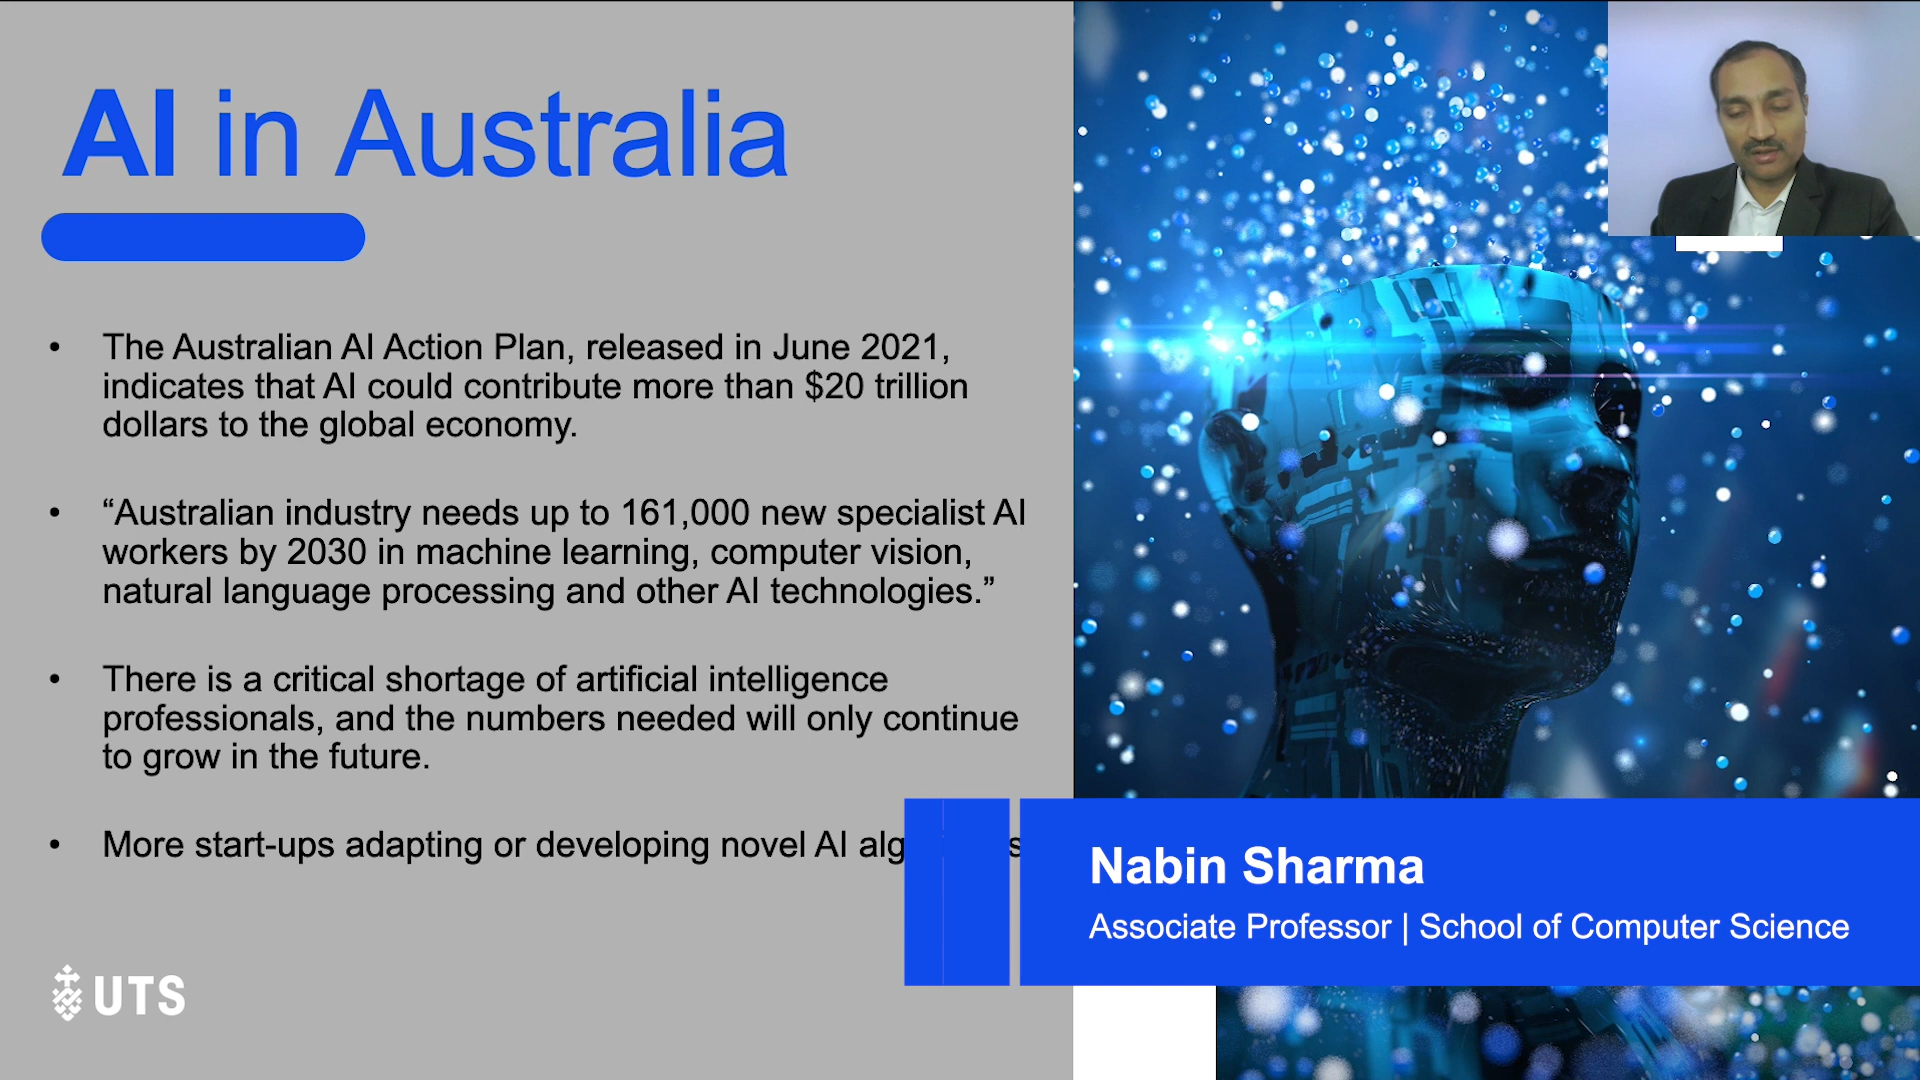 AI in Australia
• The Australian AI Action Plan, released in June 2021,
indicates that AI could contribute more than $20 trillion
dollars to the global economy.
• “Australian industry needs up to 161,000 new specialist AI
workers by 2030 in machine learning, computer vision,
natural language processing and other AI technologies.”
• There is a critical shortage of artificial intelligence
professionals, and the numbers needed will only continue
to grow in the future.
• More start-ups adapting or developing novel AI
Nabin Sharma
Associate Professor | School of Computer Science
UTS